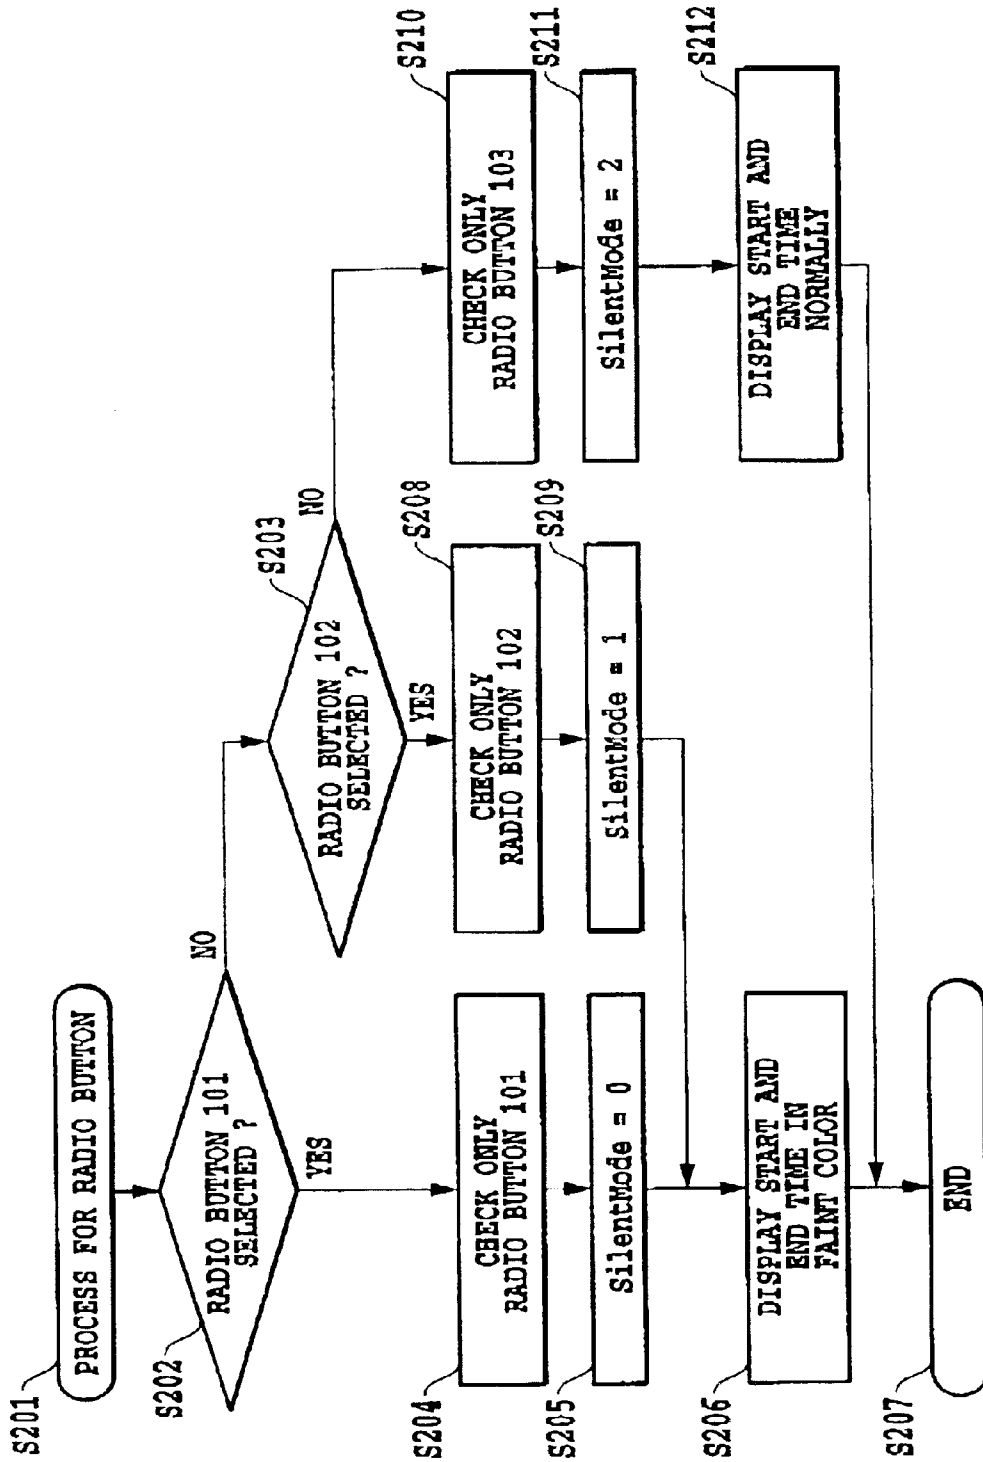 S201
PROCESS FOR RADIO BUTTON
S202
RADIO BUTTON 101
SELECTED ?
NO
YES
S203
RADIO BUTTON 102
SELECTED ?
NO
YES
S204
CHECK ONLY
RADIO BUTTON 101
S205
SilentMode = 0
S206
DISPLAY START AND
END TIME IN
FAINT COLOR
S207
END
S208
CHECK ONLY
RADIO BUTTON 102
S209
SilentMode = 1
S210
CHECK ONLY
RADIO BUTTON 103
S211
SilentMode = 2
S212
DISPLAY START AND
END TIME
NORMALLY